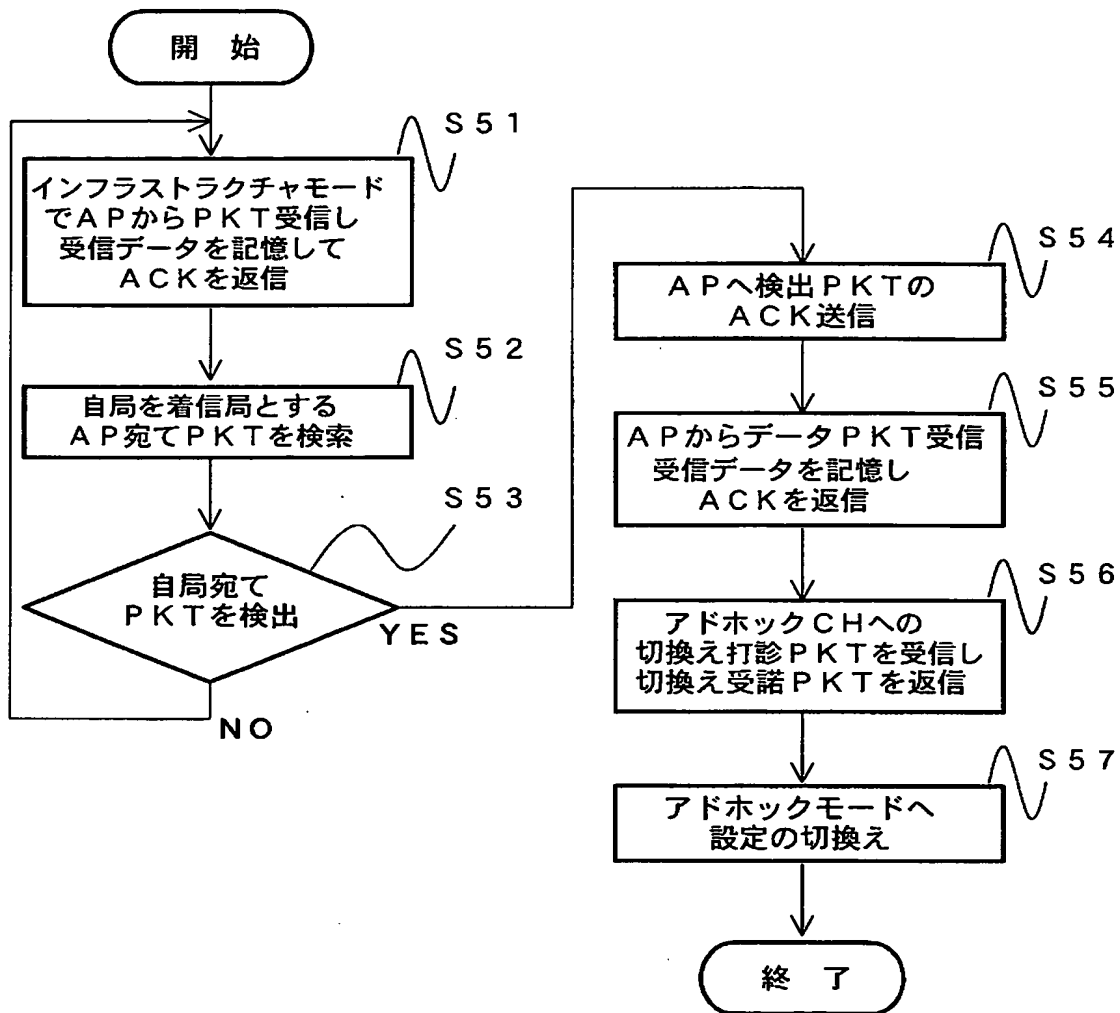 開 始
S51
インフラストラクチャモード
でAPからPKT受信し
受信データを記憶して
ACKを返信
S52
自局を着信局とする
AP宛てPKTを検索
S53
自局宛て
PKTを検出
YES
NO
S54
APへ検出PKTの
ACK送信
S55
APからデータPKT受信
受信データを記憶し
ACKを返信
S56
アドホックCHへの
切換え打診PKTを受信し
切換え受諾PKTを返信
S57
アドホックモードへ
設定の切換え
終 了